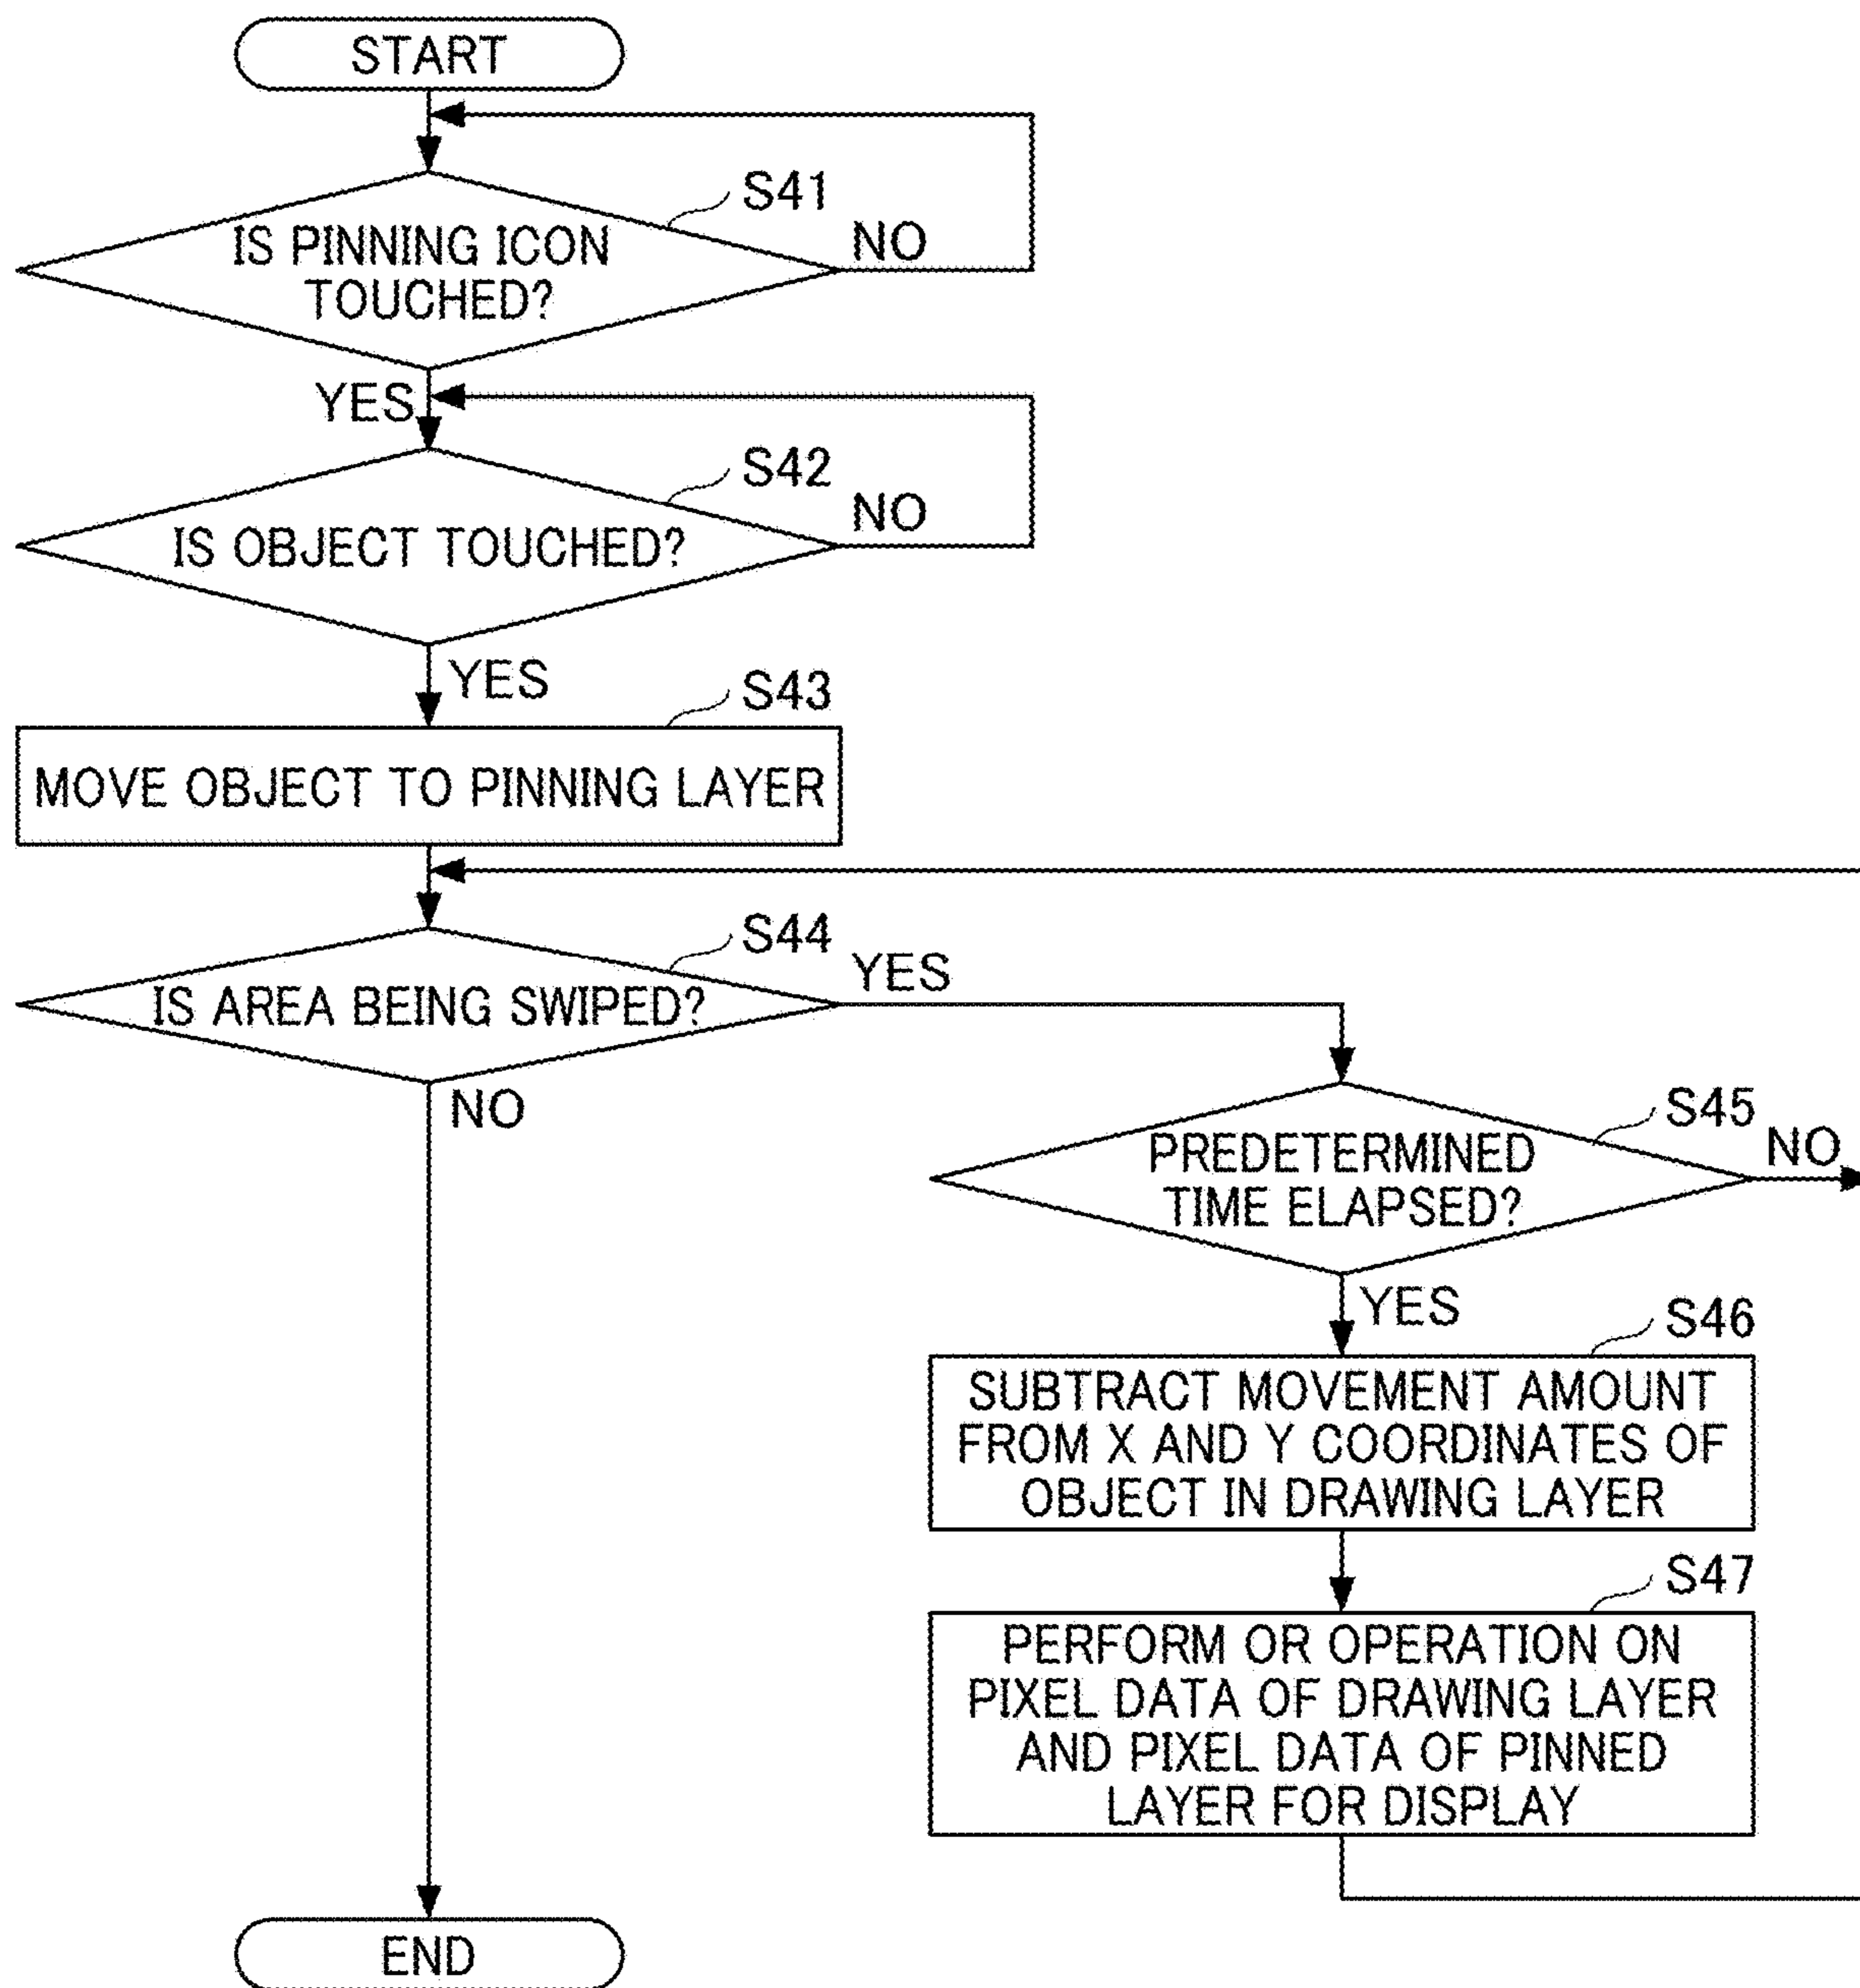 START
S41
IS PINNING ICON
TOUCHED?
NO
YES
S42
IS OBJECT TOUCHED?
NO
YES
S43
MOVE OBJECT TO PINNING LAYER
S44
IS AREA BEING SWIPED?
YES
NO
S45
PREDETERMINED
TIME ELAPSED?
NO
YES
S46
SUBTRACT MOVEMENT AMOUNT
FROM X AND Y COORDINATES OF
OBJECT IN DRAWING LAYER
S47
PERFORM OR OPERATION ON
PIXEL DATA OF DRAWING LAYER
AND PIXEL DATA OF PINNED
LAYER FOR DISPLAY
END